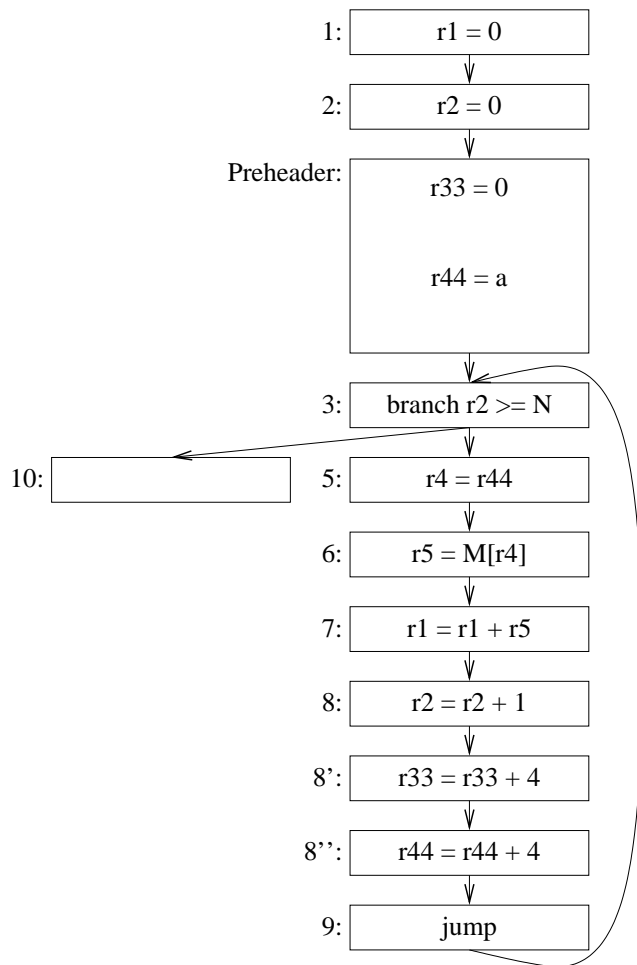 1: r1 = 0
2: r2 = 0
Preheader: r33 = 0
r44 = a
3: branch r2 >= N
10:
5: r4 = r44
6: r5 = M[r4]
7: r1 = r1 + r5
8: r2 = r2 + 1
8': r33 = r33 + 4
8'': r44 = r44 + 4
9: jump